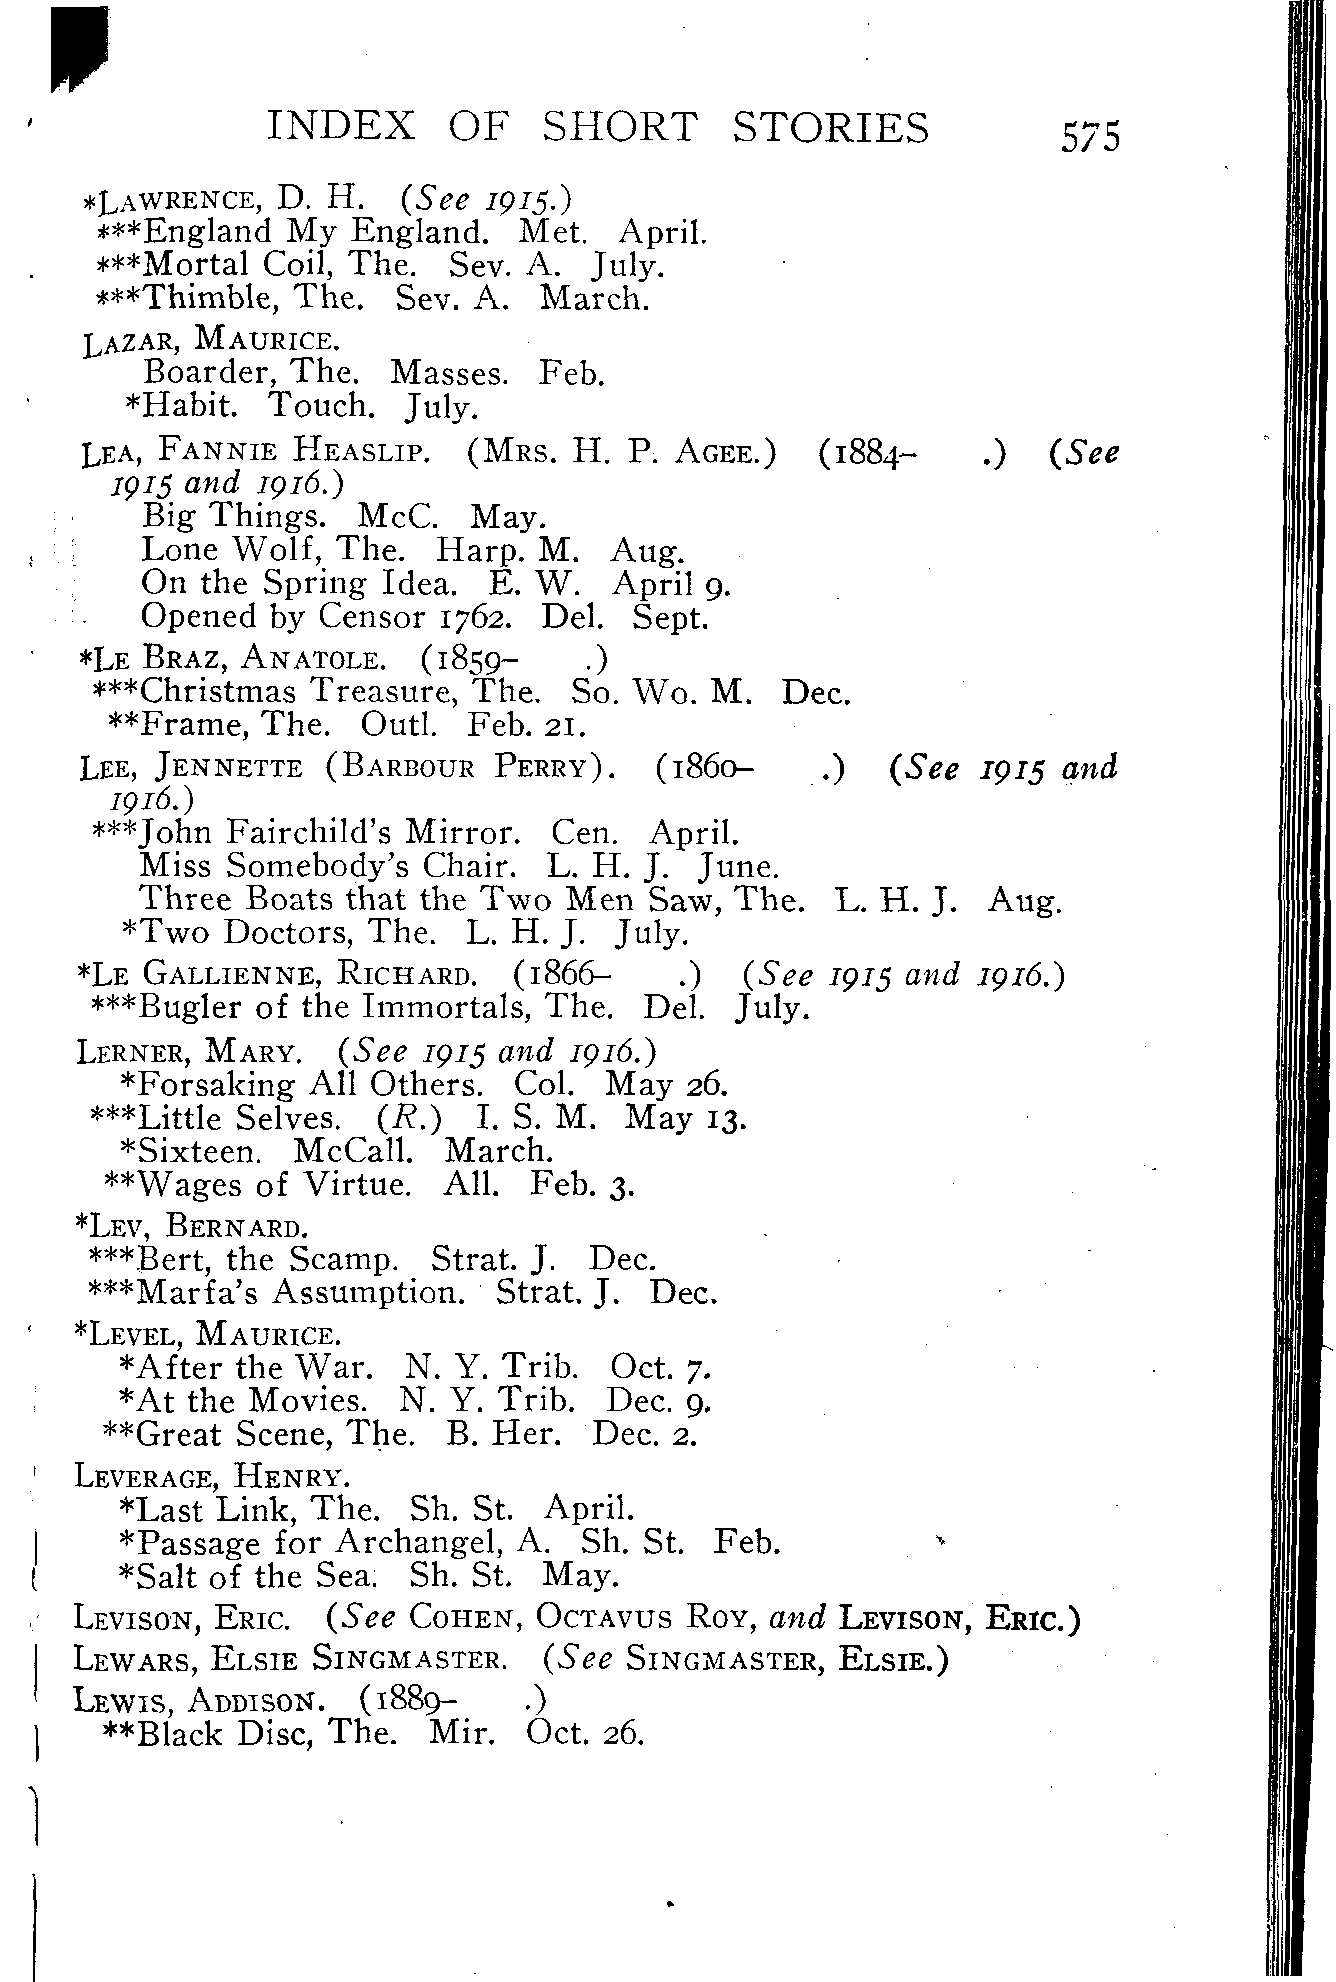 INDEX OF SHORT STORIES 575
*LAWRENCE, D. H. (See 1915.)
***England My England. Met. April.
***Mortal Coil, The. Sev. A. July.
***Thimble, The. Sev. A. March.
LAZAR, MAURICE.
Boarder, The. Masses. Feb.
*Habit. Touch. July.
LEA, FANNIE HEASLIP. (MRS. H. P. AGEE.) (1884– .) (See
1915 and 1916.)
Big Things. McC. May.
Lone Wolf, The. Harp. M. Aug.
On the Spring Idea. E. W. April 9.
Opened by Censor 1762. Del. Sept.
*LE BRAZ, ANATOLE. (1859– .)
***Christmas Treasure, The. So. Wo. M. Dec.
**Frame, The. Outl. Feb. 21.
LEE, JENNETTE (BARBOUR PERRY). (1860– .) (See 1915 and
1916.)
***John Fairchild's Mirror. Cen. April.
Miss Somebody's Chair. L. H. J. June.
Three Boats that the Two Men Saw, The. L. H. J. Aug.
*Two Doctors, The. L. H. J. July.
*LE GALLIENNE, RICHARD. (1866– .) (See 1915 and 1916.)
***Bugler of the Immortals, The. Del. July.
LERNER, MARY. (See 1915 and 1916.)
*Forsaking All Others. Col. May 26.
***Little Selves. (R.) I. S. M. May 13.
*Sixteen. McCall. March.
**Wages of Virtue. All. Feb. 3.
*LEV, BERNARD.
***Bert, the Scamp. Strat. J. Dec.
***Marfa's Assumption. Strat. J. Dec.
*LEVEL, MAURICE.
*After the War. N. Y. Trib. Oct. 7.
*At the Movies. N. Y. Trib. Dec. 9.
**Great Scene, The. B. Her. Dec. 2.
LEVERAGE, HENRY.
*Last Link, The. Sh. St. April.
*Passage for Archangel, A. Sh. St. Feb.
*Salt of the Sea. Sh. St. May.
LEVISON, ERIC. (See COHEN, OCTAVUS ROY, and LEVISON, ERIC.)
LEWARS, ELSIE SINGMASTER. (See SINGMASTER, ELSIE.)
LEWIS, ADDISON. (1889– .)
**Black Disc, The. Mir. Oct. 26.